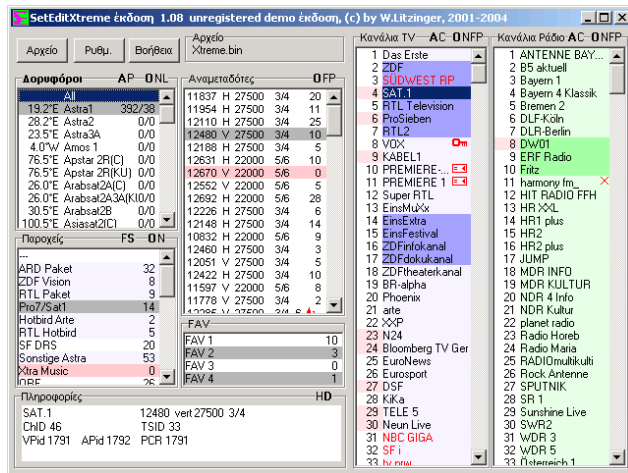 SetEditXtreme έκδοση 1.08 unregistered demo έκδοση, (c) by W.Litzinger, 2001-2004
Αρχείο Ρυθμ. Βοήθεια
Αρχείο
Xtreme.bin
Δορυφόροι AP ONL
All
19.2°E Astra1 392/38
28.2°E Astra2 0/0
23.5°E Astra3A 0/0
4.0°W Amos 1 0/0
76.5°E Apstar 2R(C) 0/0
76.5°E Apstar 2R(KU) 0/0
26.0°E Arabsat2A(C) 0/0
26.0°E Arabsat2A3A(KI0/0
30.5°E Arabsat2B 0/0
100.5°E Asiasat2(C) 0/0
Παροχείς FS ON
---
ARD Paket 32
ZDF Vision 8
RTL Paket 9
Pro7/Sat1 14
Hotbird Arte 2
RTL Hotbird 5
SF DRS 20
Sonstige Astra 53
Xtra Music 0
ORF 26
Αναμεταδότες OFP
11837 H 27500 3/4 20
11954 H 27500 3/4 11
12110 H 27500 3/4 25
12480 V 27500 3/4 10
12188 H 27500 3/4 5
12631 H 22000 5/6 10
12670 V 22000 5/6 0
12552 V 22000 5/6 5
12692 H 22000 5/6 28
12226 H 27500 3/4 6
12148 H 27500 3/4 14
10832 H 22000 5/6 9
12460 H 27500 3/4 3
12051 V 27500 3/4 5
12422 H 27500 3/4 10
11597 V 22000 5/6 8
11778 V 27500 3/4 2
12285 V 27500 3/4 6
FAV
FAV 1 10
FAV 2 3
FAV 3 0
FAV 4 1
Πληροφορίες HD
SAT.1 12480 vert 27500 3/4
ChID 46 TSID 33
VPid 1791 APid 1792 PCR 1791
Κανάλια TV AC ONFP
1 Das Erste
2 ZDF
3 SÜDWEST RP
4 SAT.1
5 RTL Television
6 ProSieben
7 RTL2
8 VOX
9 KABEL1
10 PREMIERE-...
11 PREMIERE 1
12 Super RTL
13 EinsMuXx
14 EinsExtra
15 EinsFestival
16 ZDFinfokanal
17 ZDFdokukanal
18 ZDFtheaterkanal
19 BR-alpha
20 Phoenix
21 arte
22 XXP
23 N24
24 Bloomberg TV Ger
25 EuroNews
26 Eurosport
27 DSF
28 KiKa
29 TELE 5
30 Neun Live
31 NBC GIGA
32 SF i
33 tv.nrw
Κανάλια Ράδιο AC ONFP
1 ANTENNE BAY...
2 B5 aktuell
3 Bayern 1
4 Bayern 4 Klassik
5 Bremen 2
6 DLF-Köln
7 DLR-Berlin
8 DW01
9 ERF Radio
10 Fritz
11 harmony fm_
12 HIT RADIO FFH
13 HR XXL
14 HR1 plus
15 HR2
16 HR2 plus
17 JUMP
18 MDR INFO
19 MDR KULTUR
20 NDR 4 Info
21 NDR Kultur
22 planet radio
23 Radio Horeb
24 Radio Maria
25 RADIOmultikulti
26 Rock Antenne
27 SPUTNIK
28 SR 1
29 Sunshine Live
30 SWR2
31 WDR 3
32 WDR 5
33 Österreich 1